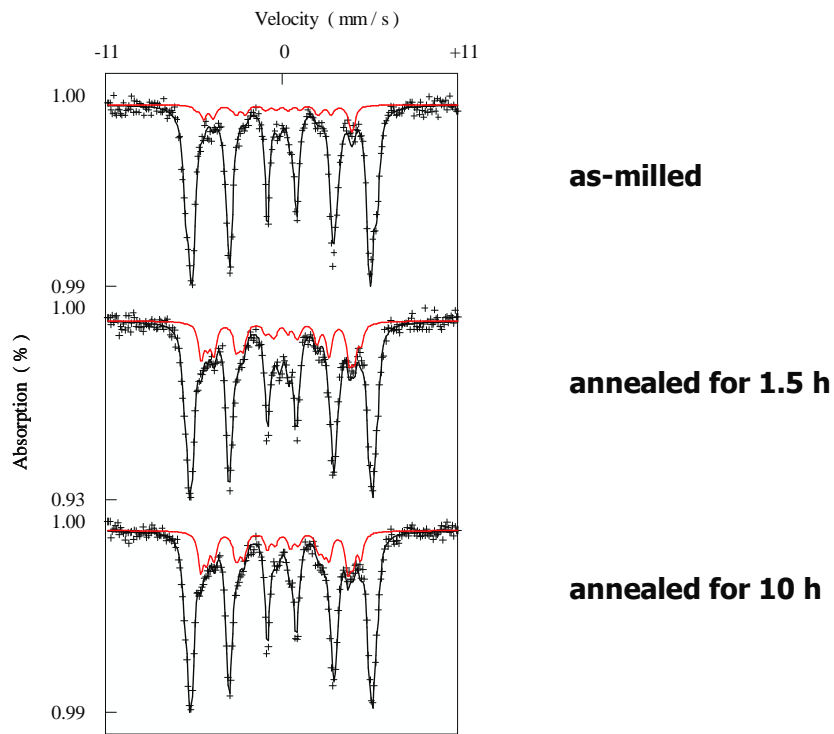 Velocity ( mm / s )
-11 0 +11
1.00
as-milled
0.99
1.00
annealed for 1.5 h
Absorption ( % )
0.93
1.00
annealed for 10 h
0.99